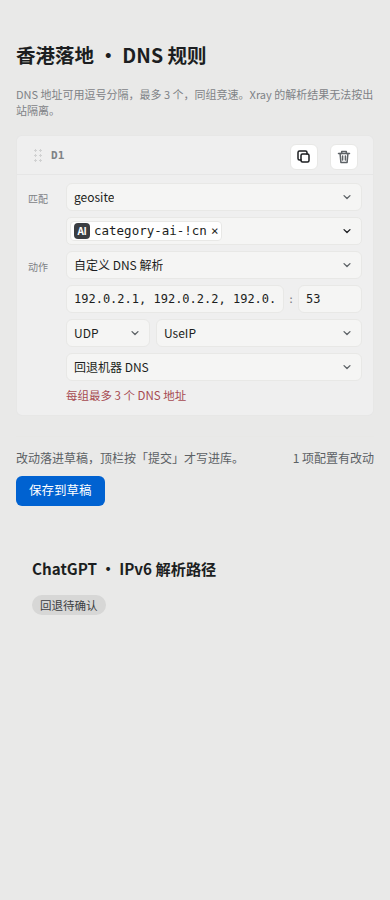 香港落地 • DNS 规则
DNS 地址可用逗号分隔，最多 3 个，同组竞速。Xray 的解析结果无法按出
站隔离。
D1
匹配
geosite
AI category-ai-!cn ×
动作
自定义 DNS 解析
192.0.2.1, 192.0.2.2, 192.0. : 53
UDP UseIP
回退机器 DNS
每组最多 3 个 DNS 地址
改动落进草稿，顶栏按「提交」才写进库。 1 项配置有改动
保存到草稿
ChatGPT • IPv6 解析路径
回退待确认